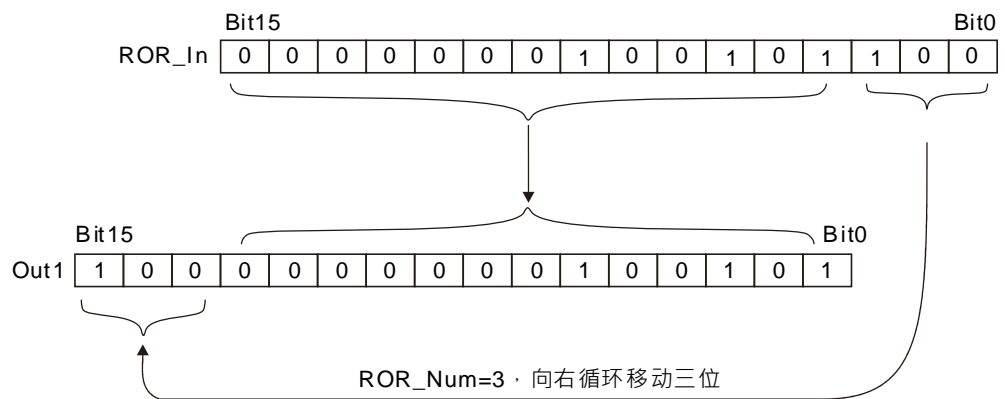 Bit15 Bit0
ROR_In 0 0 0 0 0 0 0 1 0 0 1 0 1 1 0 0
Bit15 Bit0
Out1 1 0 0 0 0 0 0 0 0 0 1 0 0 1 0 1
ROR_Num=3，向右循环移动三位